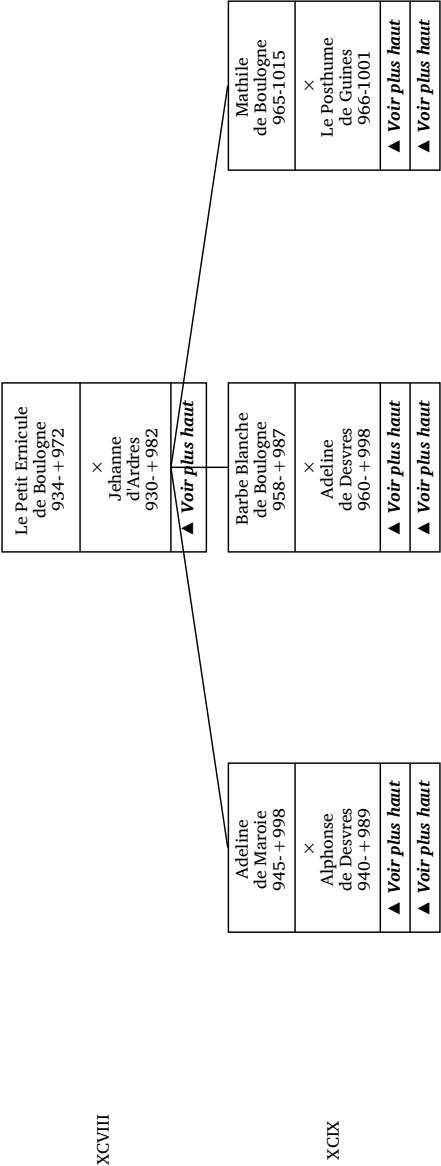 XCVIII
Le Petit Ernicule
de Boulogne
934-+972
×
Jehanne
d'Ardres
930-+982
▲ Voir plus haut
XCIX
Adeline
de Maroie
945-+998
×
Alphonse
de Desvres
940-+989
▲ Voir plus haut
▲ Voir plus haut
Barbe Blanche
de Boulogne
958-+987
×
Adeline
de Desvres
960-+998
▲ Voir plus haut
▲ Voir plus haut
Mathile
de Boulogne
965-1015
×
Le Posthume
de Guines
966-1001
▲ Voir plus haut
▲ Voir plus haut